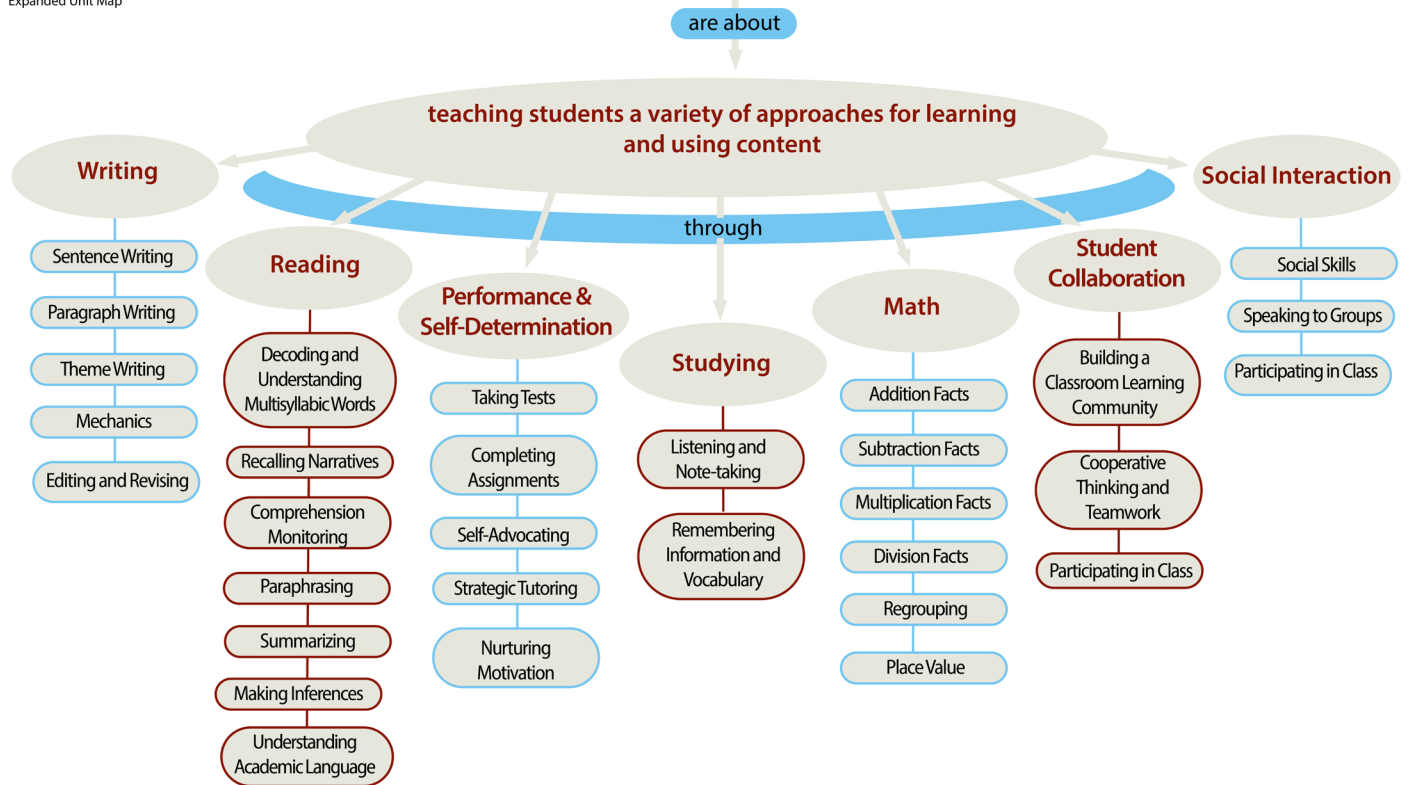 Expanded Unit Map
are about
teaching students a variety of approaches for learning
and using content
through
Writing
Sentence Writing
Paragraph Writing
Theme Writing
Mechanics
Editing and Revising
Reading
Decoding and
Understanding
Multisyllabic Words
Recalling Narratives
Comprehension
Monitoring
Paraphrasing
Summarizing
Making Inferences
Understanding
Academic Language
Performance &
Self-Determination
Taking Tests
Completing
Assignments
Self-Advocating
Strategic Tutoring
Nurturing
Motivation
Studying
Listening and
Note-taking
Remembering
Information and
Vocabulary
Math
Addition Facts
Subtraction Facts
Multiplication Facts
Division Facts
Regrouping
Place Value
Student
Collaboration
Building a
Classroom Learning
Community
Cooperative
Thinking and
Teamwork
Participating in Class
Social Interaction
Social Skills
Speaking to Groups
Participating in Class